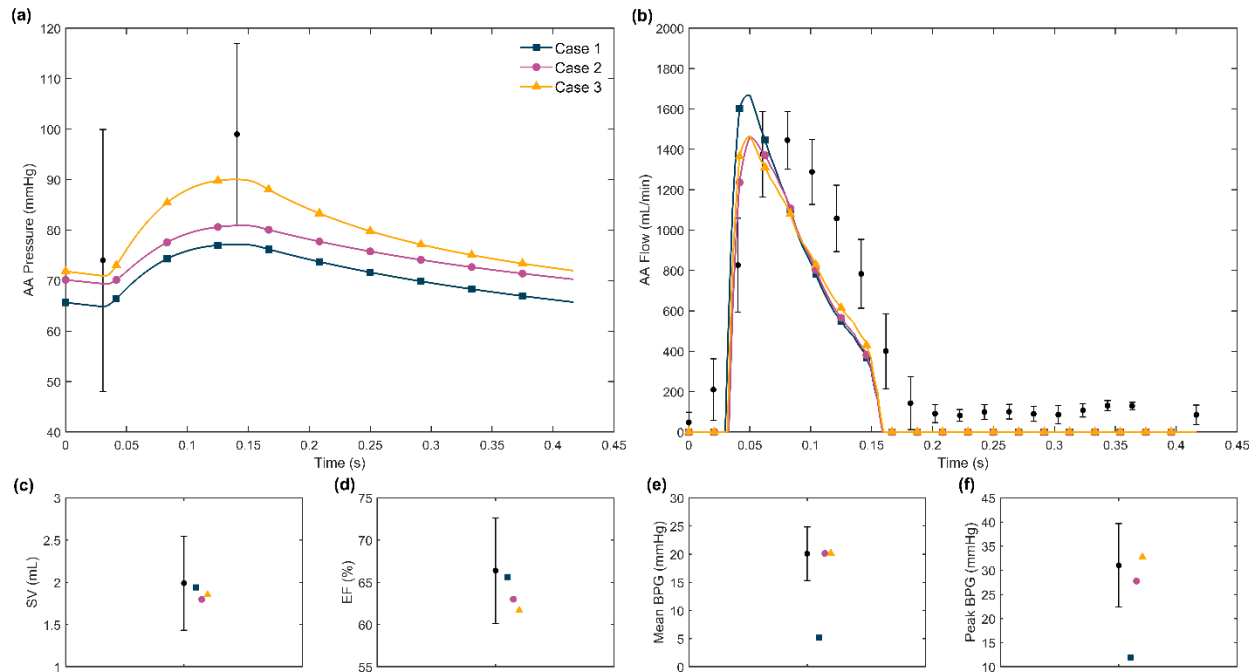 (a)
120
110
100
90
80
70
60
50
40
AA Pressure (mmHg)
0 0.05 0.1 0.15 0.2 0.25 0.3 0.35 0.4 0.45
Time (s)
Case 1
Case 2
Case 3
(b)
2000
1800
1600
1400
1200
1000
800
600
400
200
0
AA Flow (mL/min)
0 0.05 0.1 0.15 0.2 0.25 0.3 0.35 0.4 0.45
Time (s)
(c)
3
2.5
2
1.5
1
SV (mL)
(d)
75
70
65
60
55
EF (%)
(e)
30
25
20
15
10
5
0
Mean BPG (mmHg)
(f)
45
40
35
30
25
20
15
10
Peak BPG (mmHg)